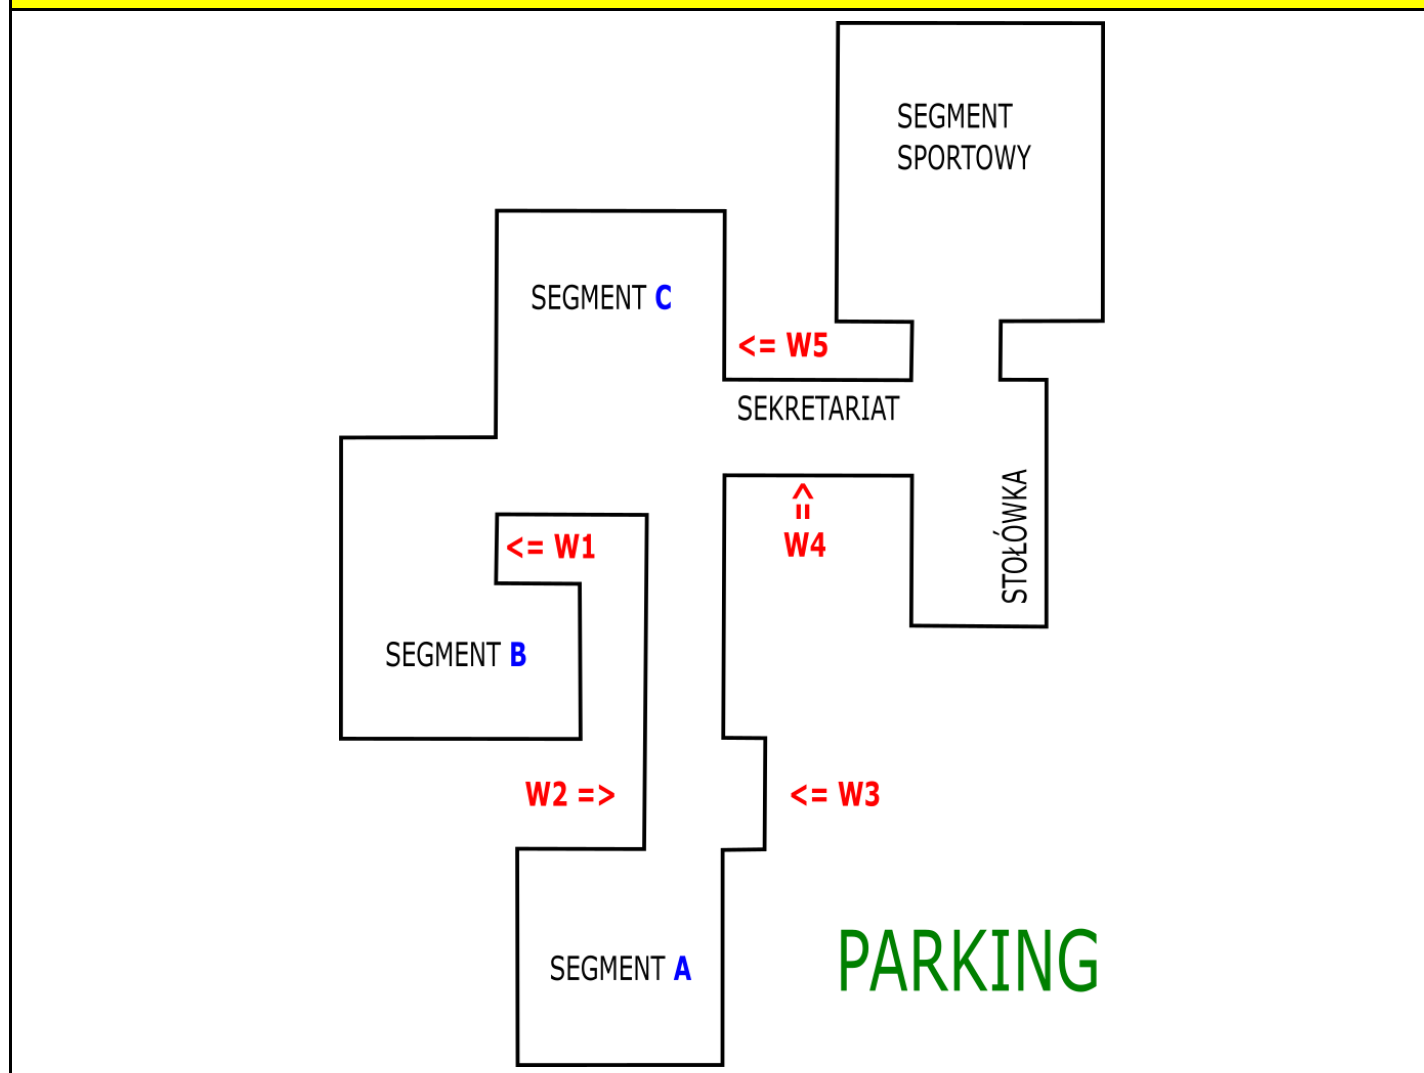 SEGMENT
SPORTOWY
SEGMENT C
<= W5
SEKRETARIAT
<= W4
STOŁÓWKA
<= W1
SEGMENT B
W2 =>
<= W3
PARKING
SEGMENT A